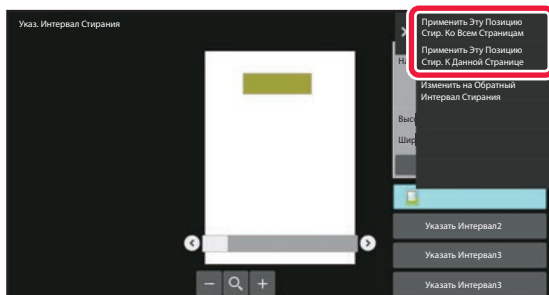 Указ. Интервал Стирания
Применить Эту Позицию
Стир. Ко Всем Страницам
Применить Эту Позицию
Стир. К Данной Странице
Изменить на Обратный
Интервал Стирания
Указать Интервал2
Указать Интервал3
Указать Интервал3